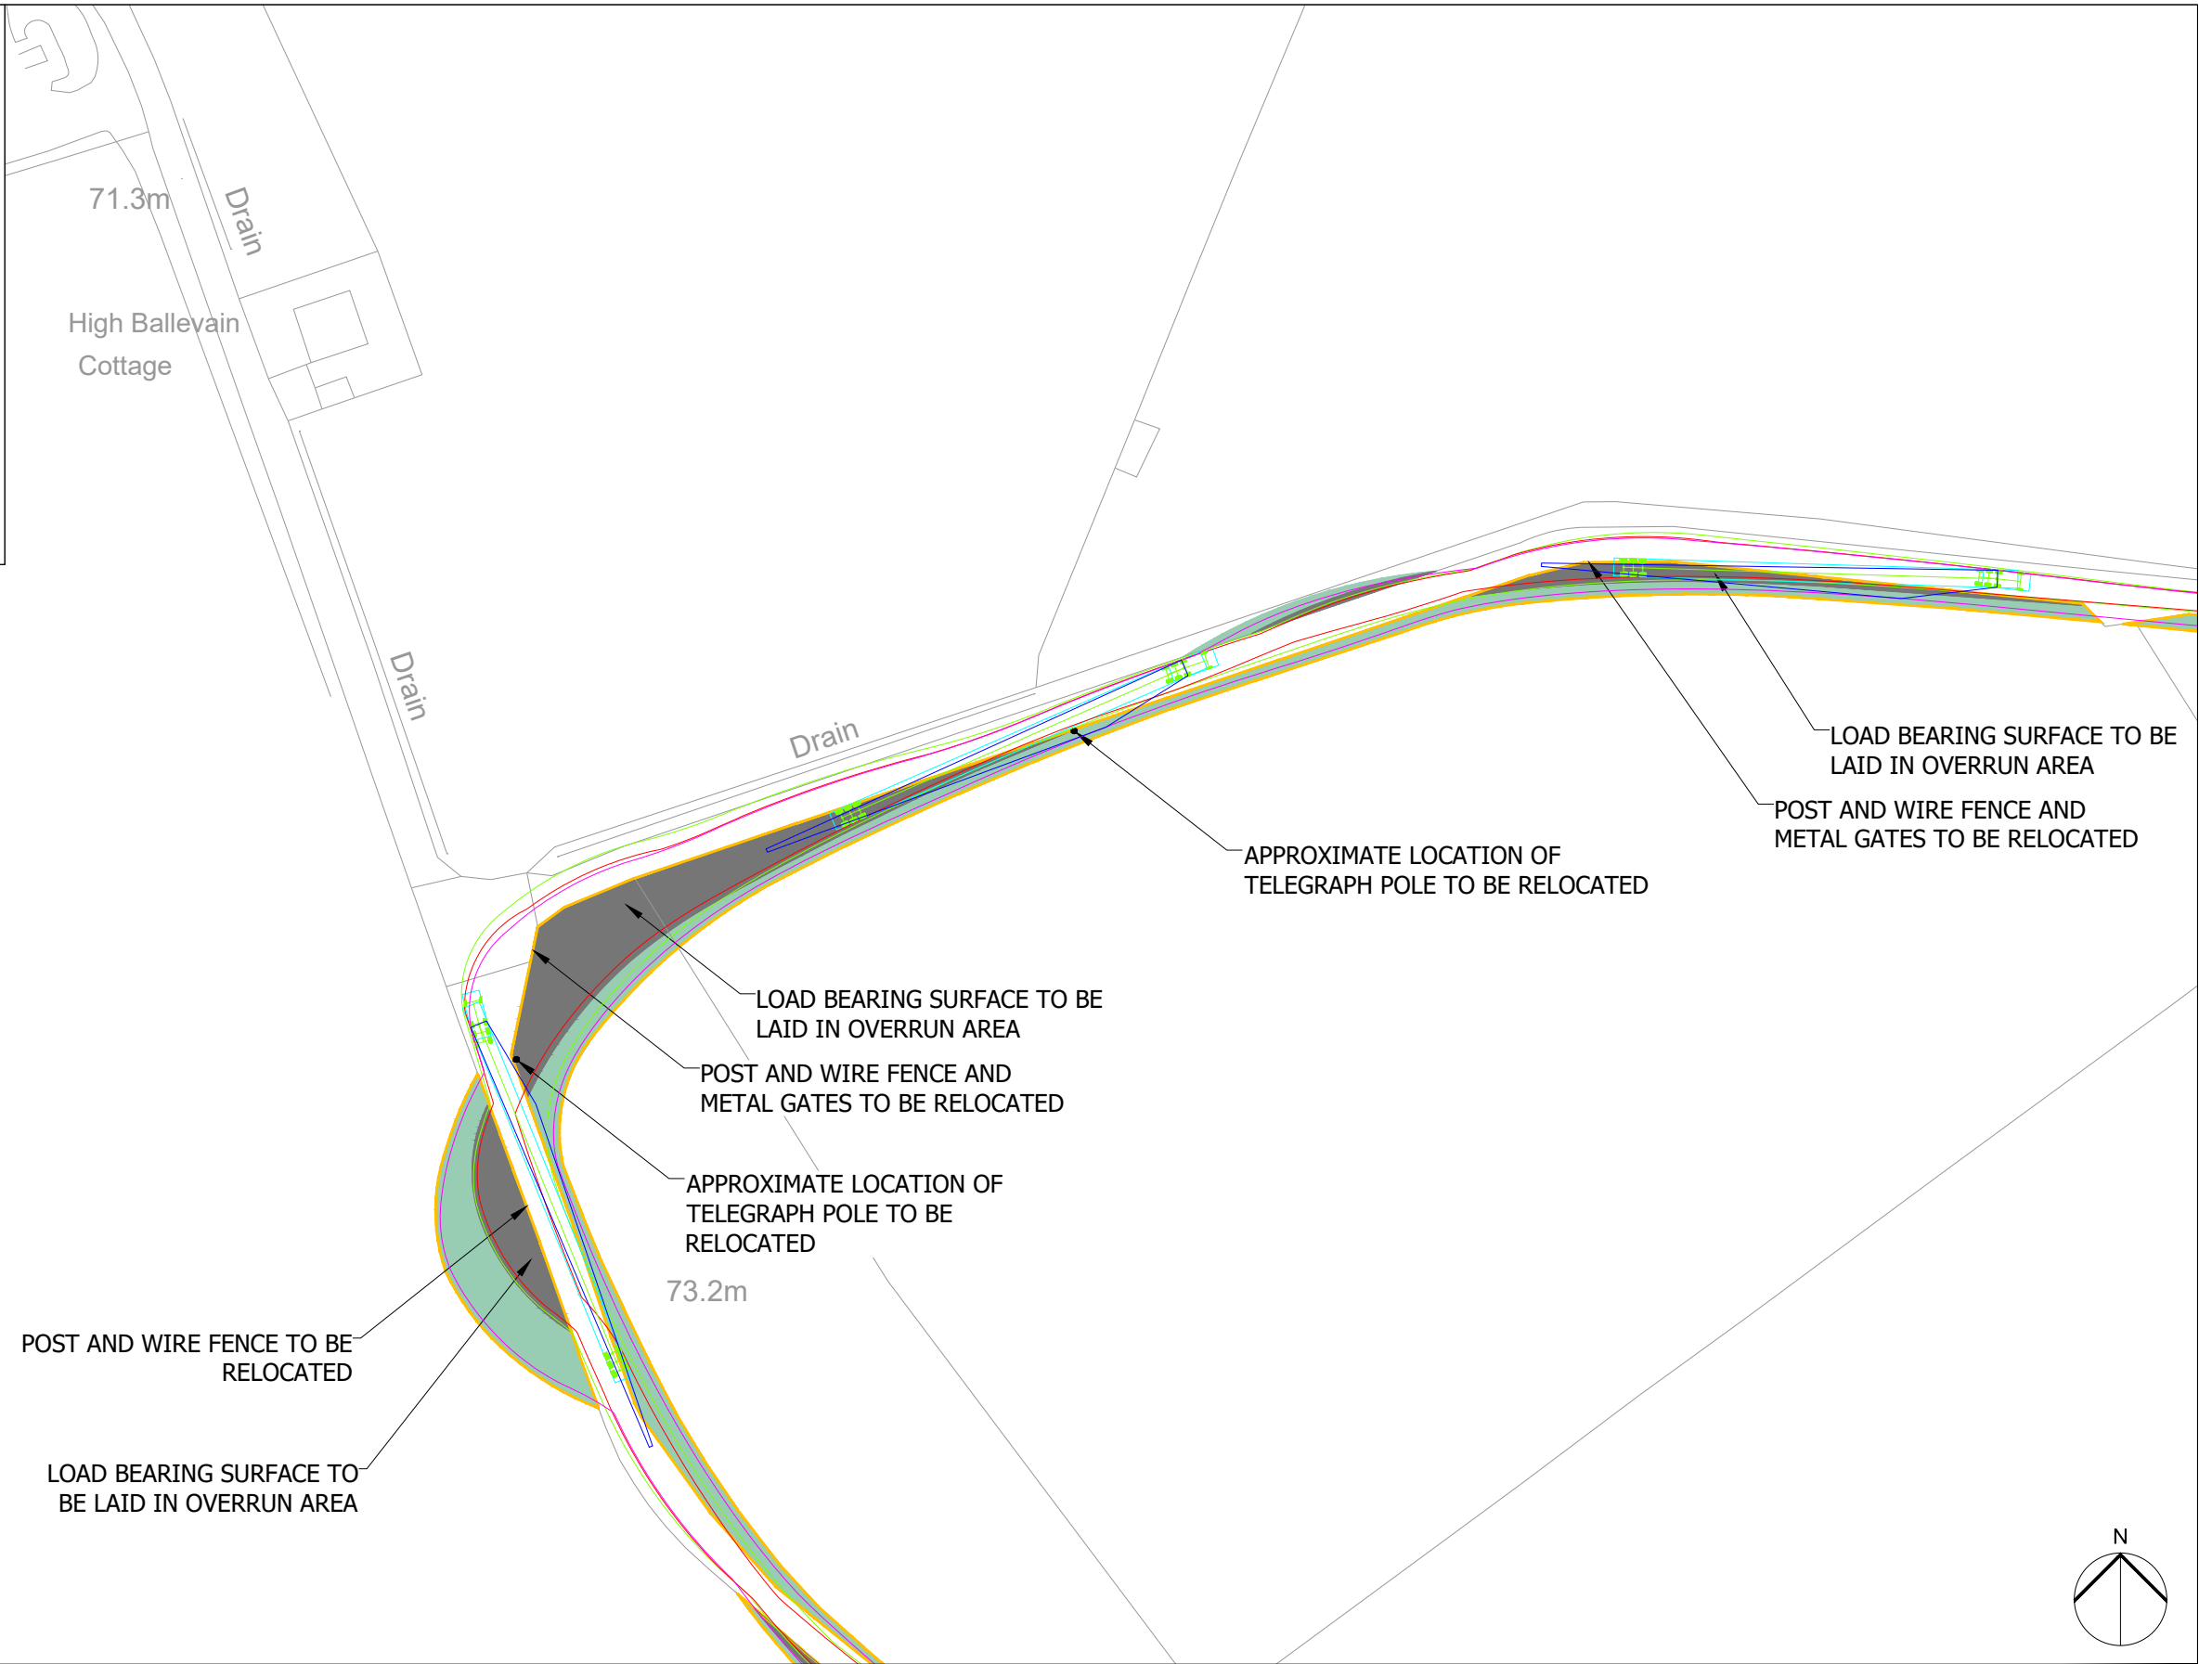 71.3m
Drain
High Ballevain
Cottage
Drain
Drain
LOAD BEARING SURFACE TO BE
LAID IN OVERRUN AREA
POST AND WIRE FENCE AND
METAL GATES TO BE RELOCATED
APPROXIMATE LOCATION OF
TELEGRAPH POLE TO BE RELOCATED
LOAD BEARING SURFACE TO BE
LAID IN OVERRUN AREA
POST AND WIRE FENCE AND
METAL GATES TO BE RELOCATED
APPROXIMATE LOCATION OF
TELEGRAPH POLE TO BE
RELOCATED
73.2m
POST AND WIRE FENCE TO BE
RELOCATED
LOAD BEARING SURFACE TO
BE LAID IN OVERRUN AREA
N